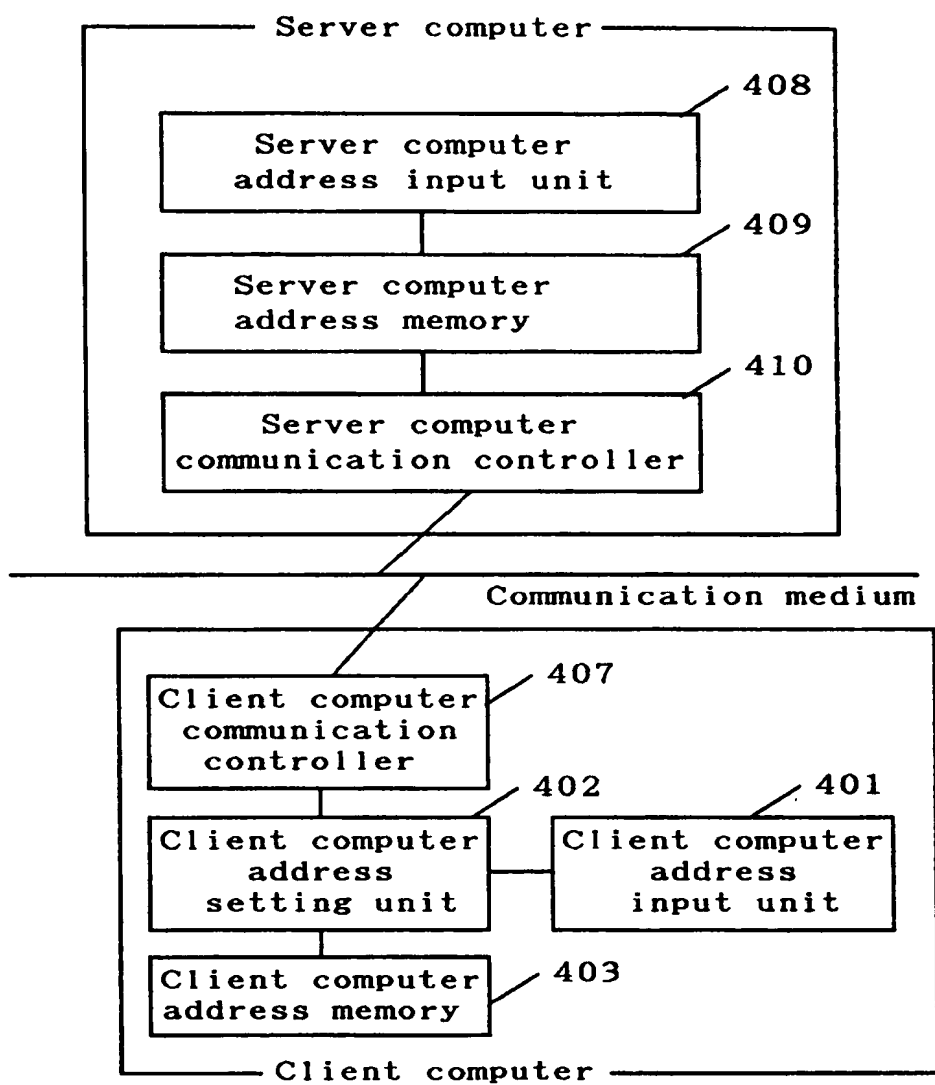 Server computer
408
Server computer
address input unit
409
Server computer
address memory
410
Server computer
communication controller
Communication medium
407
Client computer
communication
controller
402
Client computer
address
setting unit
401
Client computer
address
input unit
403
Client computer
address memory
Client computer